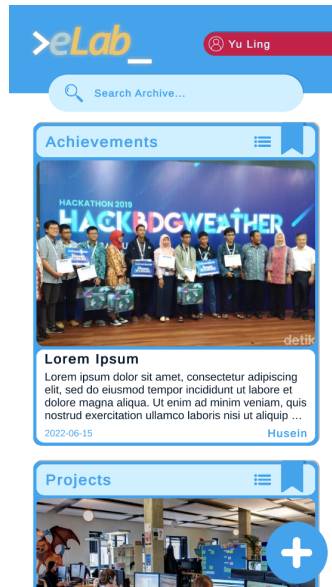 >eLab_
Yu Ling
Search Archive...
Achievements
HACKATHON 2019
HACKBDGWEATHER
detik
Lorem Ipsum
Lorem ipsum dolor sit amet, consectetur adipiscing
elit, sed do eiusmod tempor incididunt ut labore et
dolore magna aliqua. Ut enim ad minim veniam, quis
nostrud exercitation ullamco laboris nisi ut aliquip ...
2022-06-15 Husein
Projects